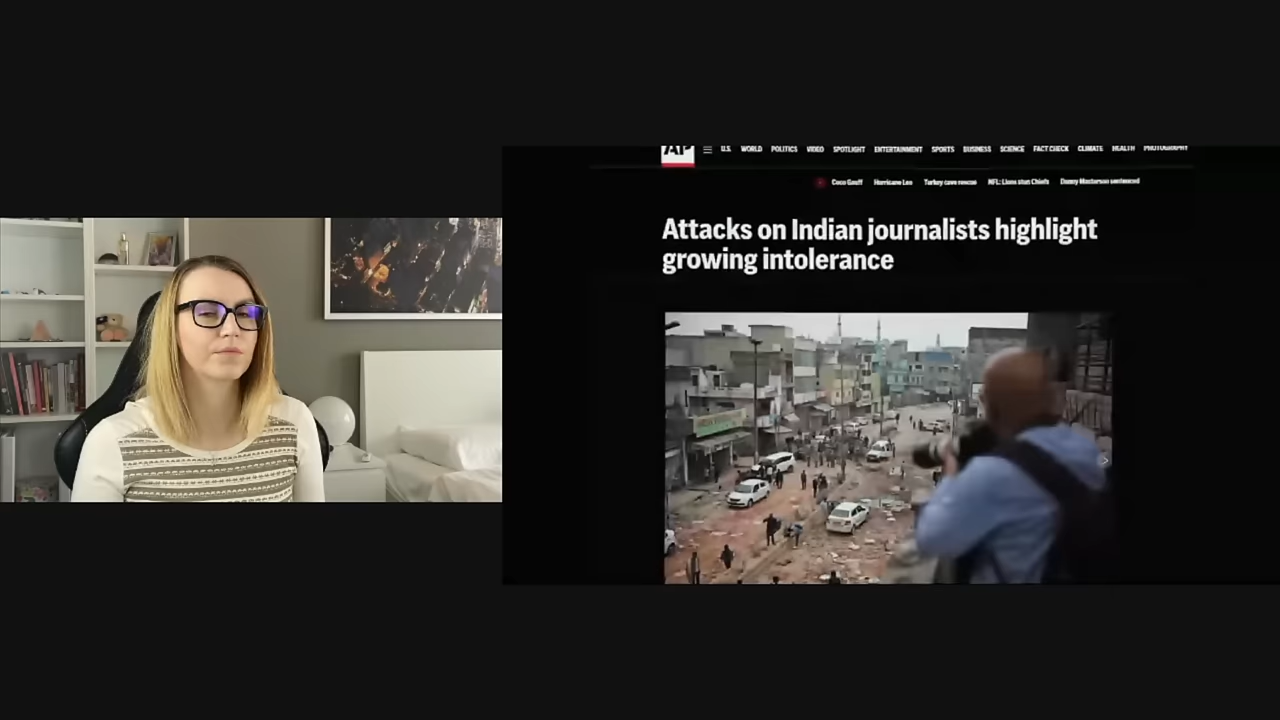 AP
U.S. WORLD POLITICS VIDEO SPOTLIGHT ENTERTAINMENT SPORTS BUSINESS SCIENCE FACT CHECK CLIMATE HEALTH PHOTOGRAPHY
Coco Gauff Hurricane Lee Turkey cave rescue NFL: Lions stun Chiefs Danny Masterson sentenced
Attacks on Indian journalists highlight
growing intolerance